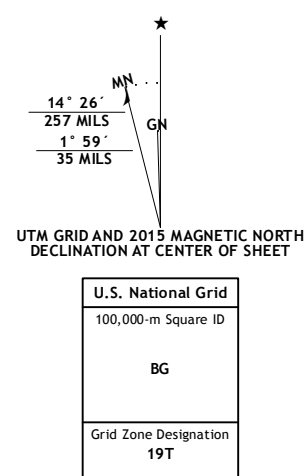 ★
MN
14° 26´
257 MILS
GN
1° 59´
35 MILS
UTM GRID AND 2015 MAGNETIC NORTH
DECLINATION AT CENTER OF SHEET
U.S. National Grid
100,000-m Square ID
BG
Grid Zone Designation
19T